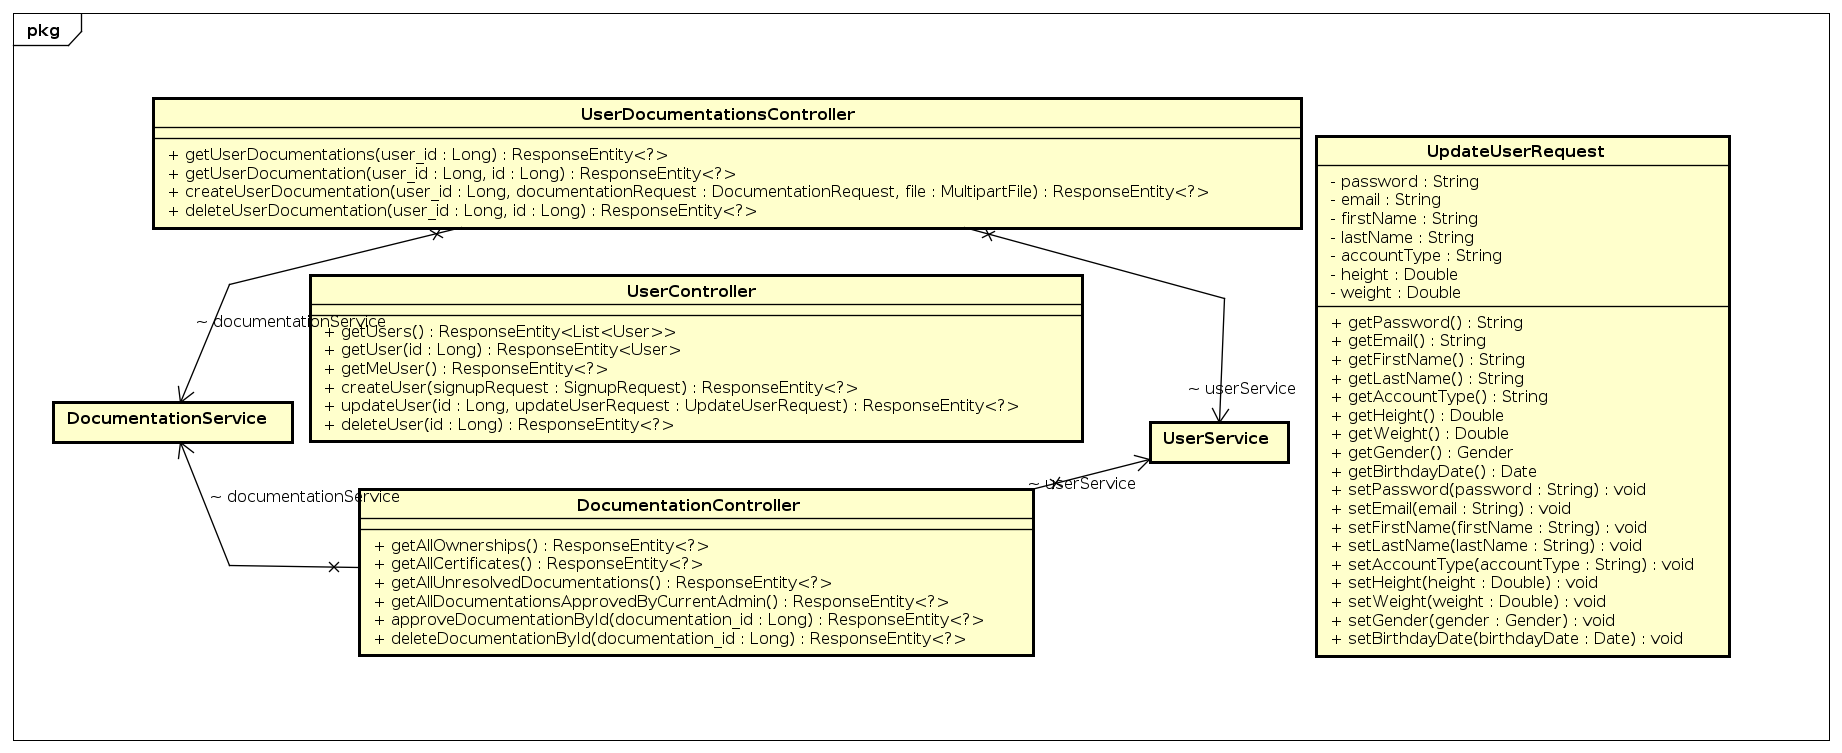 pkg
UserDocumentationsController
+ getUserDocumentations(user_id : Long) : ResponseEntity<?>
+ getUserDocumentation(user_id : Long, id : Long) : ResponseEntity<?>
+ createUserDocumentation(user_id : Long, documentationRequest : DocumentationRequest, file : MultipartFile) : ResponseEntity<?>
+ deleteUserDocumentation(user_id : Long, id : Long) : ResponseEntity<?>
UpdateUserRequest
- password : String
- email : String
- firstName : String
- lastName : String
- accountType : String
- height : Double
- weight : Double
+ getPassword() : String
+ getEmail() : String
+ getFirstName() : String
+ getLastName() : String
+ getAccountType() : String
+ getHeight() : Double
+ getWeight() : Double
+ getGender() : Gender
+ getBirthdayDate() : Date
+ setPassword(password : String) : void
+ setEmail(email : String) : void
+ setFirstName(firstName : String) : void
+ setLastName(lastName : String) : void
+ setAccountType(accountType : String) : void
+ setHeight(height : Double) : void
+ setWeight(weight : Double) : void
+ setGender(gender : Gender) : void
+ setBirthdayDate(birthdayDate : Date) : void
UserController
+ getUsers() : ResponseEntity<List<User>>
+ getUser(id : Long) : ResponseEntity<User>
+ getMeUser() : ResponseEntity<?>
+ createUser(signupRequest : SignupRequest) : ResponseEntity<?>
+ updateUser(id : Long, updateUserRequest : UpdateUserRequest) : ResponseEntity<?>
+ deleteUser(id : Long) : ResponseEntity<?>
~ documentationService
~ userService
DocumentationService
UserService
~ documentationService
~ userService
DocumentationController
+ getAllOwnerships() : ResponseEntity<?>
+ getAllCertificates() : ResponseEntity<?>
+ getAllUnresolvedDocumentations() : ResponseEntity<?>
+ getAllDocumentationsApprovedByCurrentAdmin() : ResponseEntity<?>
+ approveDocumentationById(documentation_id : Long) : ResponseEntity<?>
+ deleteDocumentationById(documentation_id : Long) : ResponseEntity<?>